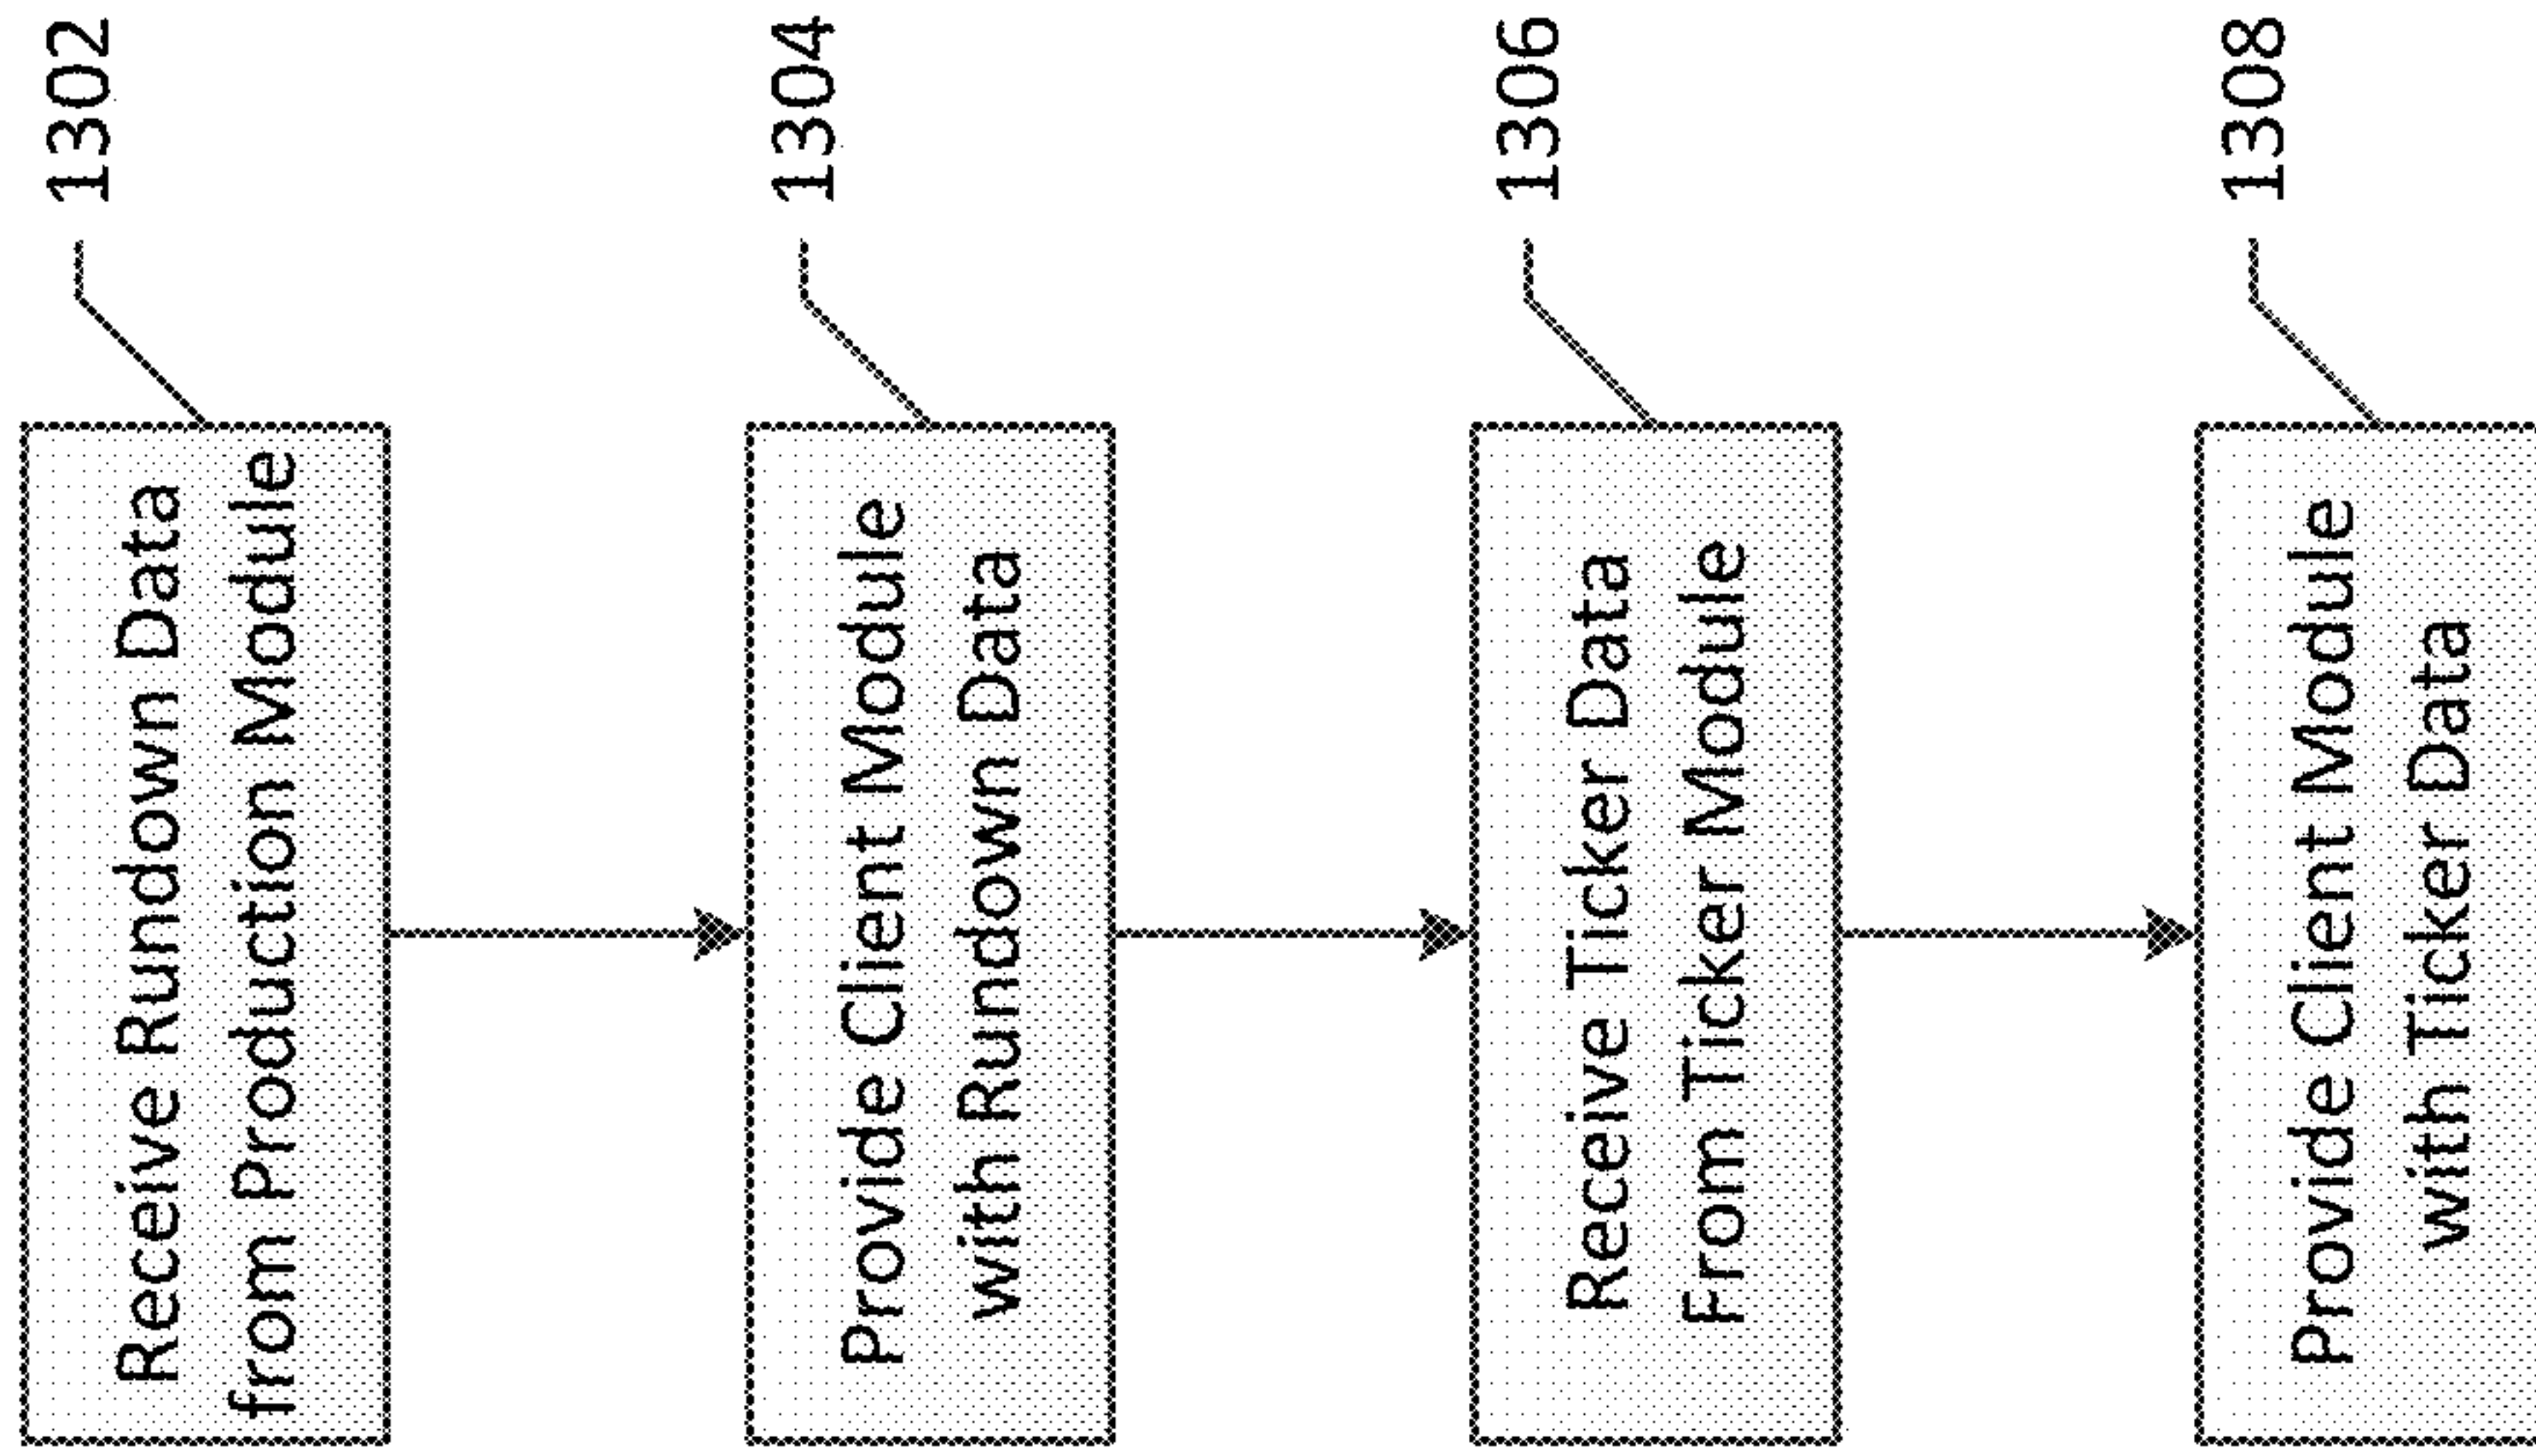 Receive Rundown Data
from Production Module
1302
Provide Client Module
with Rundown Data
1304
Receive Ticker Data
From Ticker Module
1306
Provide Client Module
with Ticker Data
1308